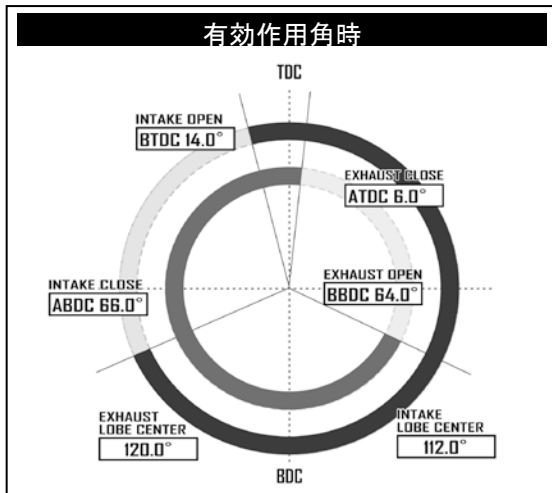 有効作用角時
TDC
INTAKE OPEN
BTDC 14.0°
EXHAUST CLOSE
ATDC 6.0°
INTAKE CLOSE
ABDC 66.0°
EXHAUST OPEN
BBDC 64.0°
EXHAUST
LOBE CENTER
120.0°
INTAKE
LOBE CENTER
112.0°
BDC